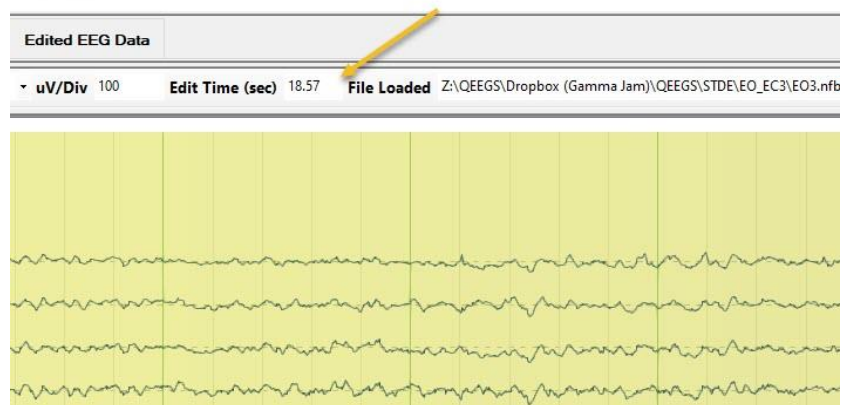 Edited EEG Data
uV/Div 100 Edit Time (sec) 18.57 File Loaded Z:\QEEGS\Dropbox (Gamma Jam)\QEEGS\STDE\EO_EC3\EO3.nfb